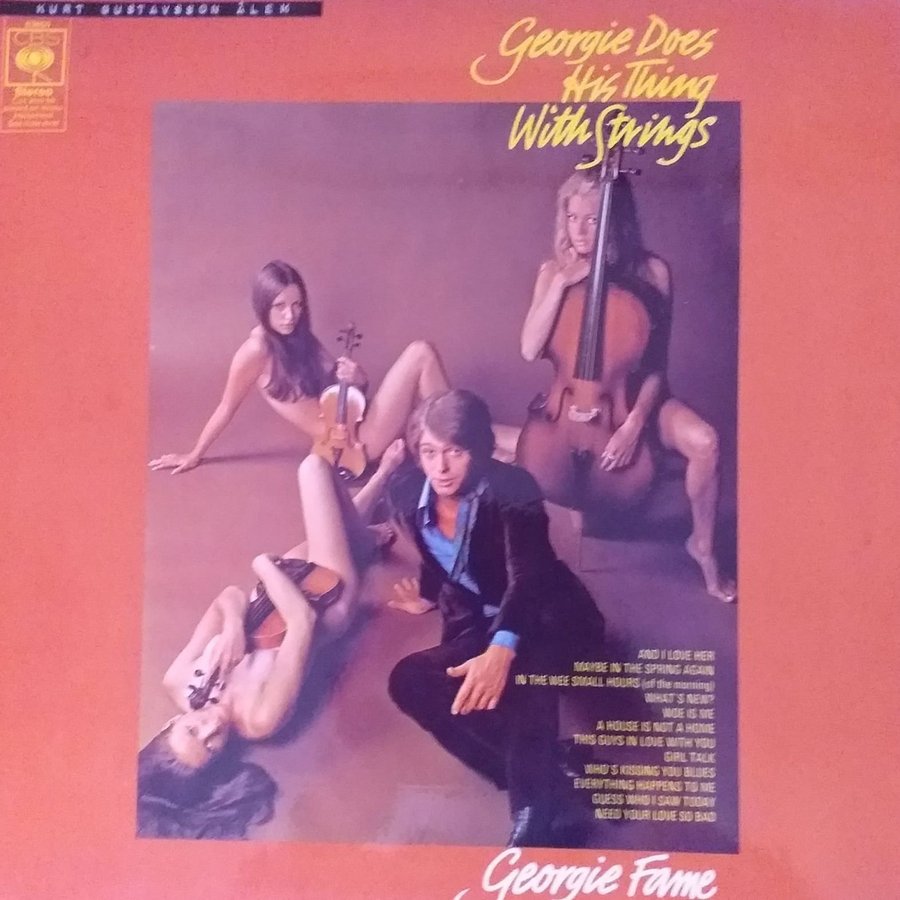 KURT GUSTAVSSON ÅLEM
CBS
Stereo
Georgie Does
His Thing
With Strings
AND I LOVE HER
MAYBE IN THE SPRING AGAIN
IN THE WEE SMALL HOURS (of the morning)
WHAT'S NEW?
WOE IS ME
A HOUSE IS NOT A HOME
THIS GUYS IN LOVE WITH YOU
GIRL TALK
WHO'S KISSING YOU BLUES
EVERYTHING HAPPENS TO ME
GUESS WHO I SAW TODAY
NEED YOUR LOVE SO BAD
Georgie Fame